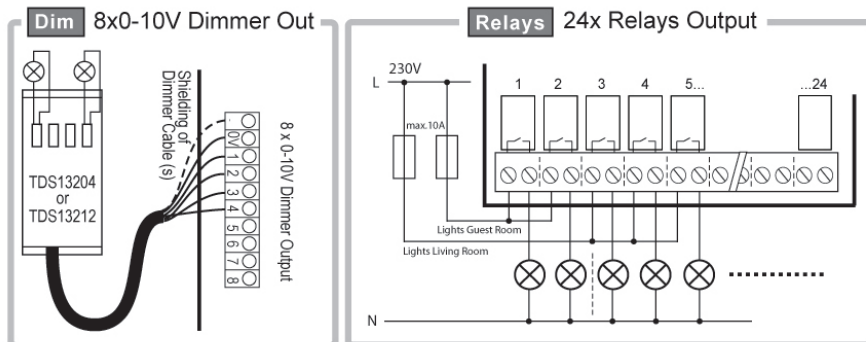 Dim 8x0-10V Dimmer Out
Shielding of
Dimmer Cable (s)
TDS13204
or
TDS13212
.
0V
1
2
3
4
5
6
7
8
8 x 0-10V Dimmer Output
Relays 24x Relays Output
L 230V
max.10A
1 2 3 4 5... ...24
Lights Guest Room
Lights Living Room
N